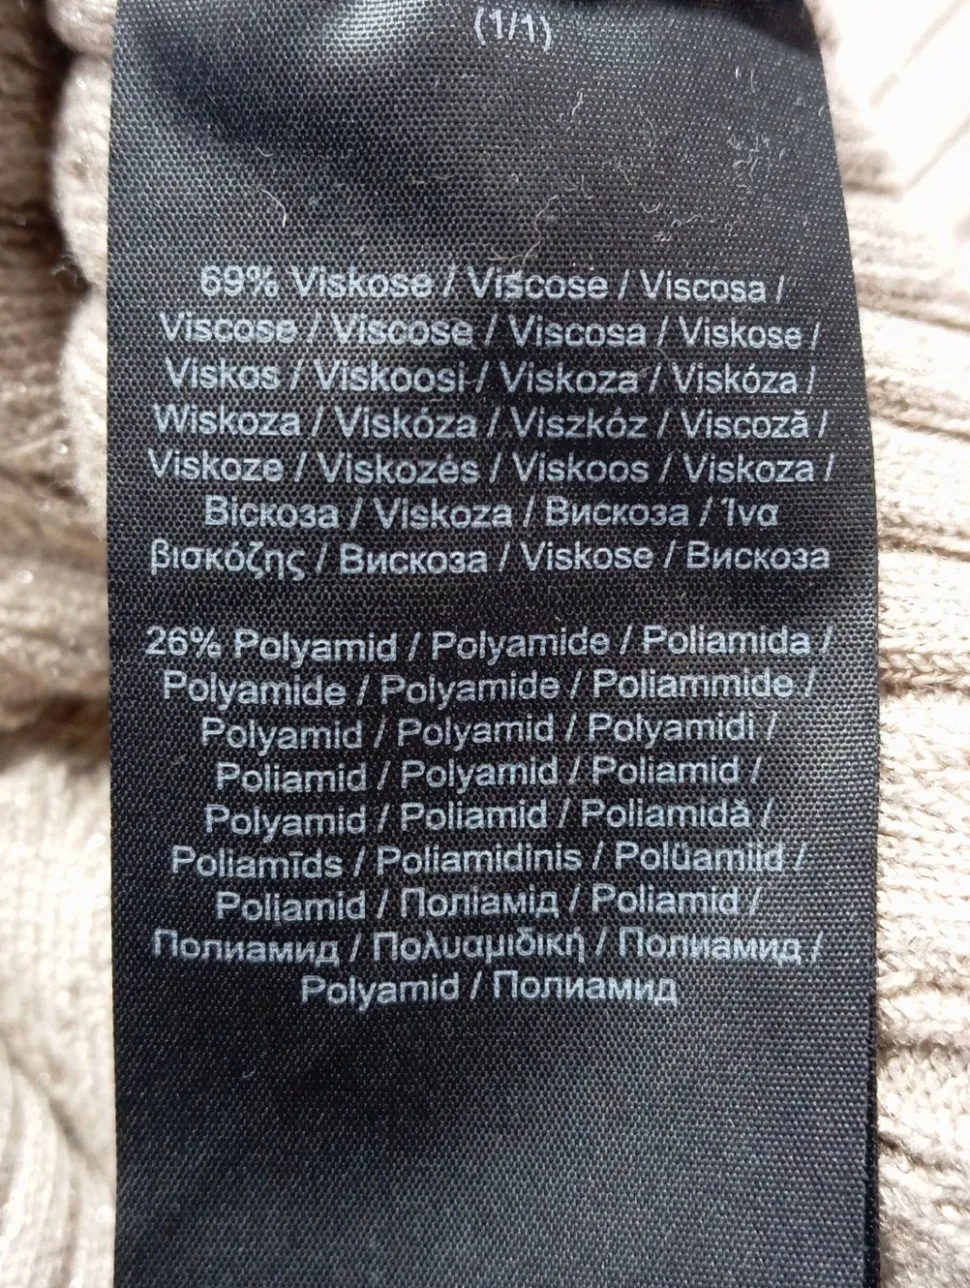 (1/1)
69% Viskose / Viscose / Viscosa /
Viscose / Viscose / Viscosa / Viskose /
Viskos / Viskoosi / Viskoza / Viskóza /
Wiskoza / Viskóza / Viszkóz / Viscoză /
Viskoze / Viskozės / Viskoos / Viskoza /
Віскоза / Viskoza / Вискоза / Ίνα
βισκόζης / Вискоза / Viskose / Вискоза
26% Polyamid / Polyamide / Poliamida /
Polyamide / Polyamide / Poliammide /
Polyamid / Polyamid / Polyamidi /
Poliamid / Polyamid / Poliamid /
Polyamid / Poliamid / Poliamidă /
Poliamīds / Poliamidinis / Polüamiid /
Poliamid / Поліамід / Poliamid /
Полиамид / Πολυαμιδική / Полиамид /
Polyamid / Полиамид